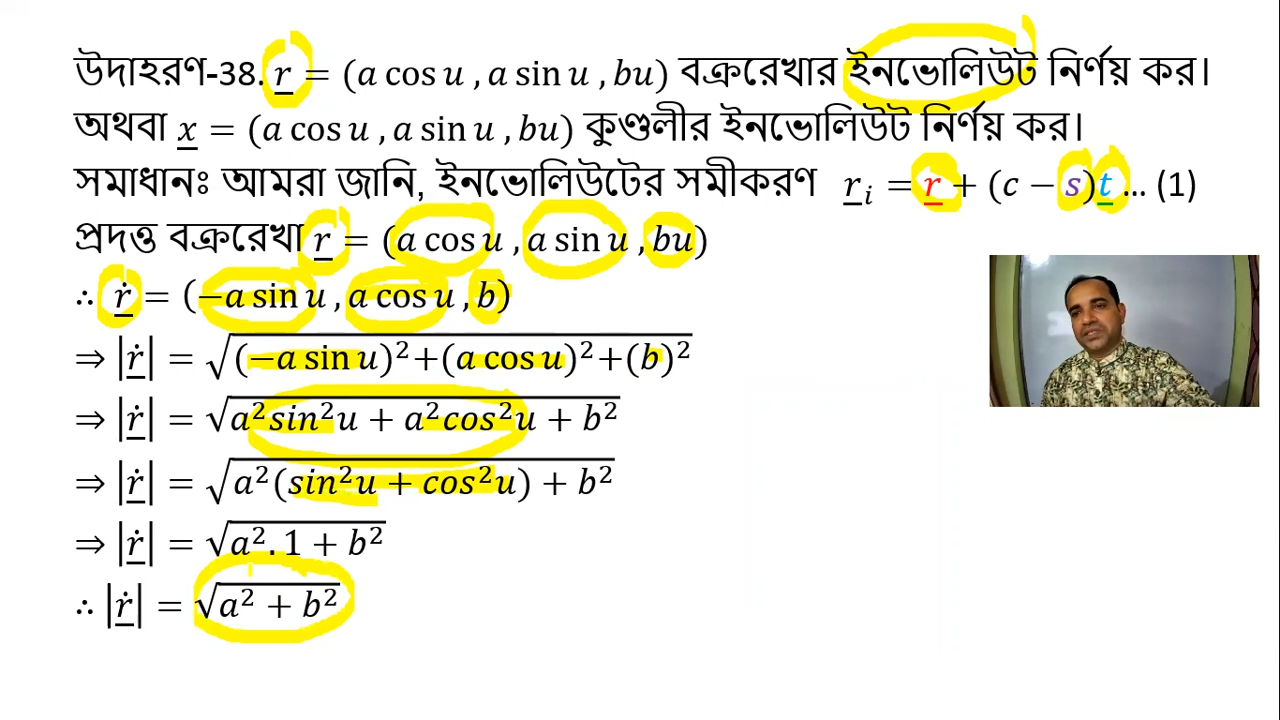 উদাহরণ-38. r = (a cos u , a sin u , bu) বক্ররেখার ইনভোলিউট নির্ণয় কর।
অথবা x = (a cos u , a sin u , bu) কুণ্ডলীর ইনভোলিউট নির্ণয় কর।
সমাধানঃ আমরা জানি, ইনভোলিউটের সমীকরণ r_i = r + (c − s)t ... (1)
প্রদত্ত বক্ররেখা r = (a cos u , a sin u , bu)
∴ ṙ = (−a sin u , a cos u , b)
⇒ |ṙ| = √((−a sin u)²+(a cos u)²+(b)²)
⇒ |ṙ| = √(a²sin²u + a²cos²u + b²)
⇒ |ṙ| = √(a²(sin²u + cos²u) + b²)
⇒ |ṙ| = √(a².1 + b²)
∴ |ṙ| = √(a² + b²)